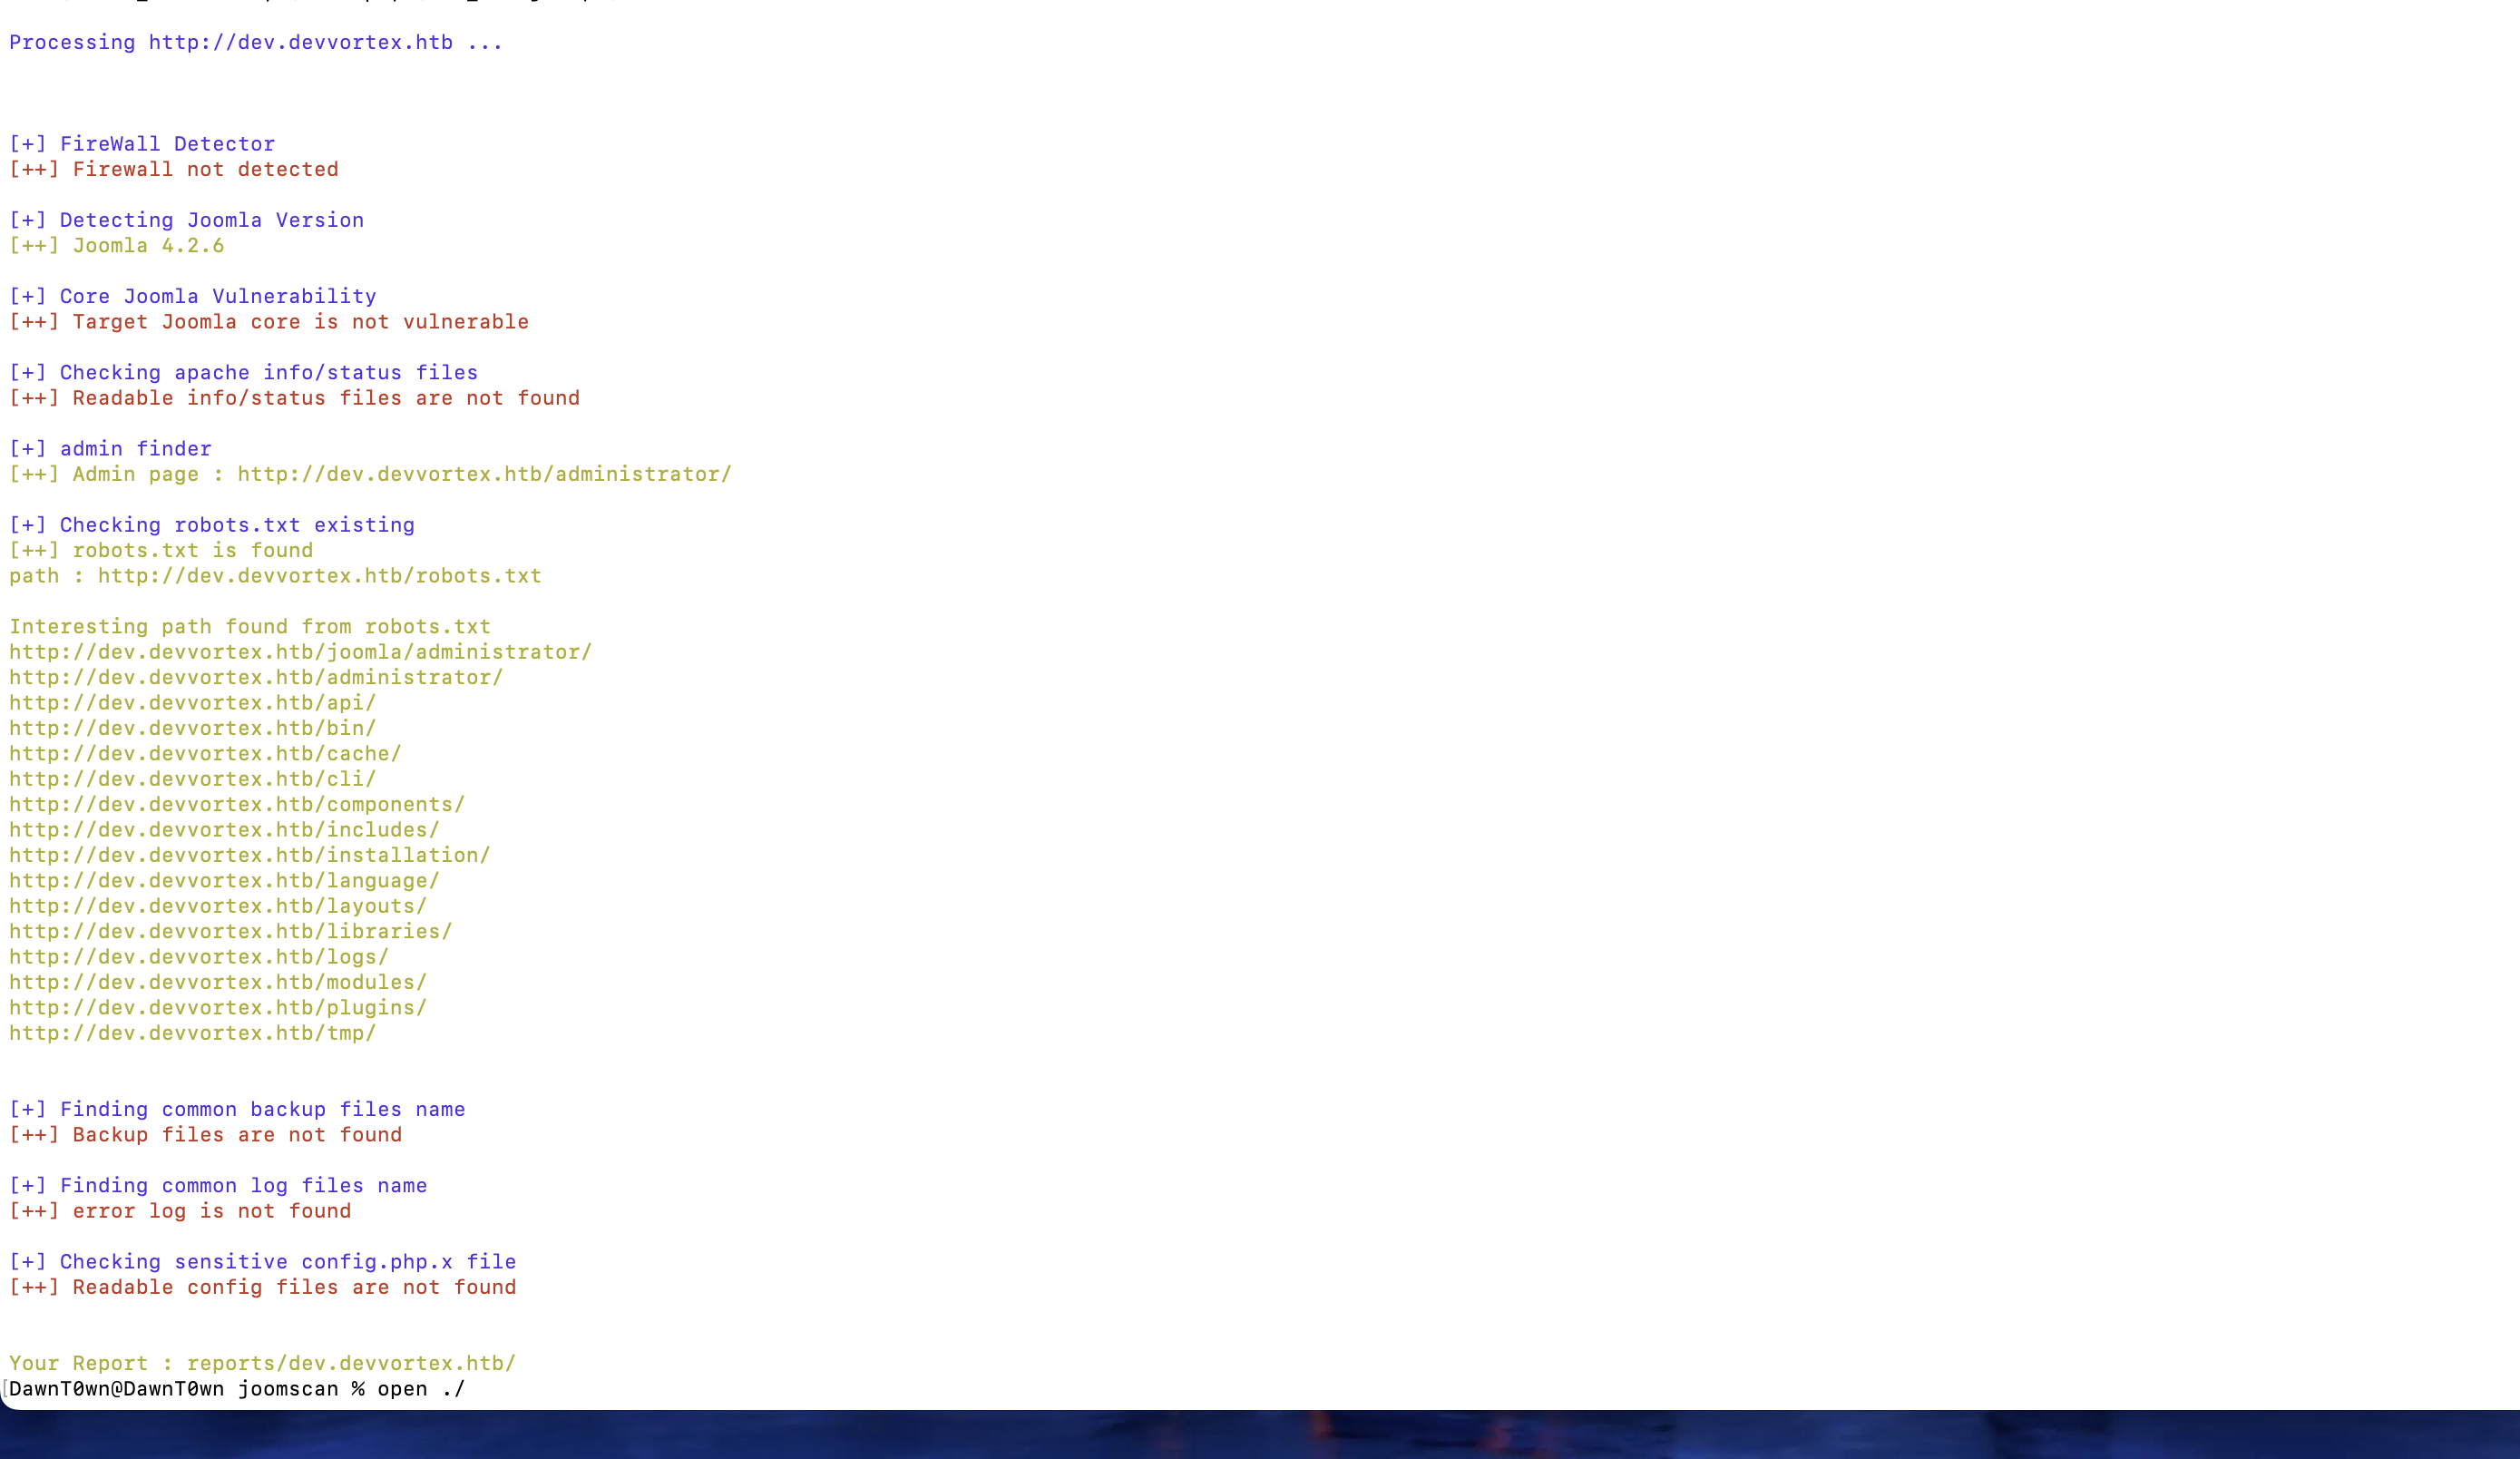 Processing http://dev.devvortex.htb ...
[+] FireWall Detector
[++] Firewall not detected
[+] Detecting Joomla Version
[++] Joomla 4.2.6
[+] Core Joomla Vulnerability
[++] Target Joomla core is not vulnerable
[+] Checking apache info/status files
[++] Readable info/status files are not found
[+] admin finder
[++] Admin page : http://dev.devvortex.htb/administrator/
[+] Checking robots.txt existing
[++] robots.txt is found
path : http://dev.devvortex.htb/robots.txt
Interesting path found from robots.txt
http://dev.devvortex.htb/joomla/administrator/
http://dev.devvortex.htb/administrator/
http://dev.devvortex.htb/api/
http://dev.devvortex.htb/bin/
http://dev.devvortex.htb/cache/
http://dev.devvortex.htb/cli/
http://dev.devvortex.htb/components/
http://dev.devvortex.htb/includes/
http://dev.devvortex.htb/installation/
http://dev.devvortex.htb/language/
http://dev.devvortex.htb/layouts/
http://dev.devvortex.htb/libraries/
http://dev.devvortex.htb/logs/
http://dev.devvortex.htb/modules/
http://dev.devvortex.htb/plugins/
http://dev.devvortex.htb/tmp/
[+] Finding common backup files name
[++] Backup files are not found
[+] Finding common log files name
[++] error log is not found
[+] Checking sensitive config.php.x file
[++] Readable config files are not found
Your Report : reports/dev.devvortex.htb/
[DawnT0wn@DawnT0wn joomscan % open ./